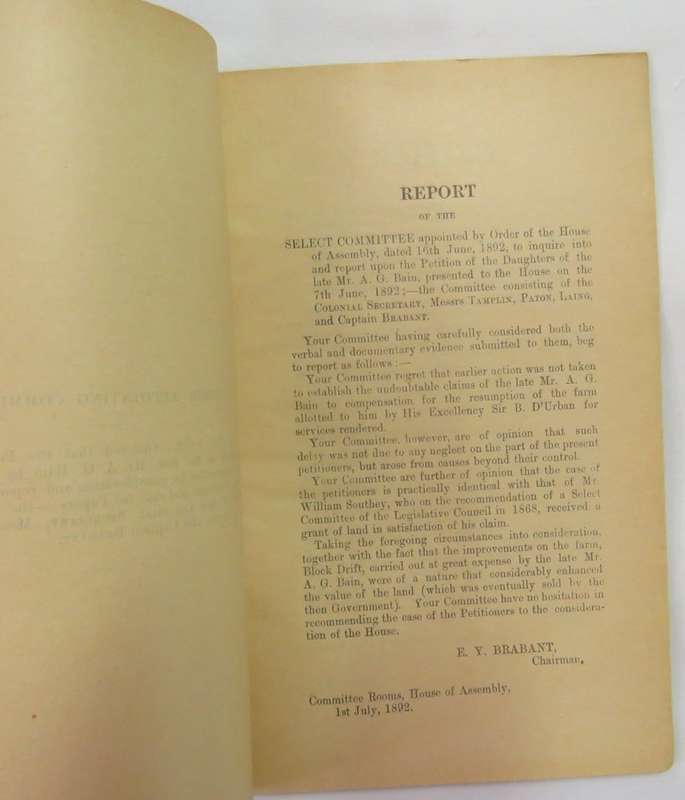 REPORT
OF THE
SELECT COMMITTEE appointed by Order of the House
of Assembly, dated 16th June, 1892, to inquire into
and report upon the Petition of the Daughters of the
late Mr. A. G. Bain, presented to the House on the
7th June, 1892;—the Committee consisting of the
COLONIAL SECRETARY, Messrs TAMPLIN, PATON, LAING,
and Captain BRABANT.
Your Committee having carefully considered both the
verbal and documentary evidence submitted to them, beg
to report as follows:—
Your Committee regret that earlier action was not taken
to establish the undoubtable claims of the late Mr. A. G.
Bain to compensation for the resumption of the farm
allotted to him by His Excellency Sir B. D'Urban for
services rendered.
Your Committee, however, are of opinion that such
delay was not due to any neglect on the part of the present
petitioners, but arose from causes beyond their control.
Your Committee are further of opinion that the case of
the petitioners is practically identical with that of Mr.
William Southey, who on the recommendation of a Select
Committee of the Legislative Council in 1868, received a
grant of land in satisfaction of his claim.
Taking the foregoing circumstances into consideration,
together with the fact that the improvements on the farm,
Block Drift, carried out at great expense by the late Mr.
A. G. Bain, were of a nature that considerably enhanced
the value of the land (which was eventually sold by the
then Government). Your Committee have no hesitation in
recommending the case of the Petitioners to the considera-
tion of the House.
E. Y. BRABANT,
Chairman.
Committee Rooms, House of Assembly,
1st July, 1892.